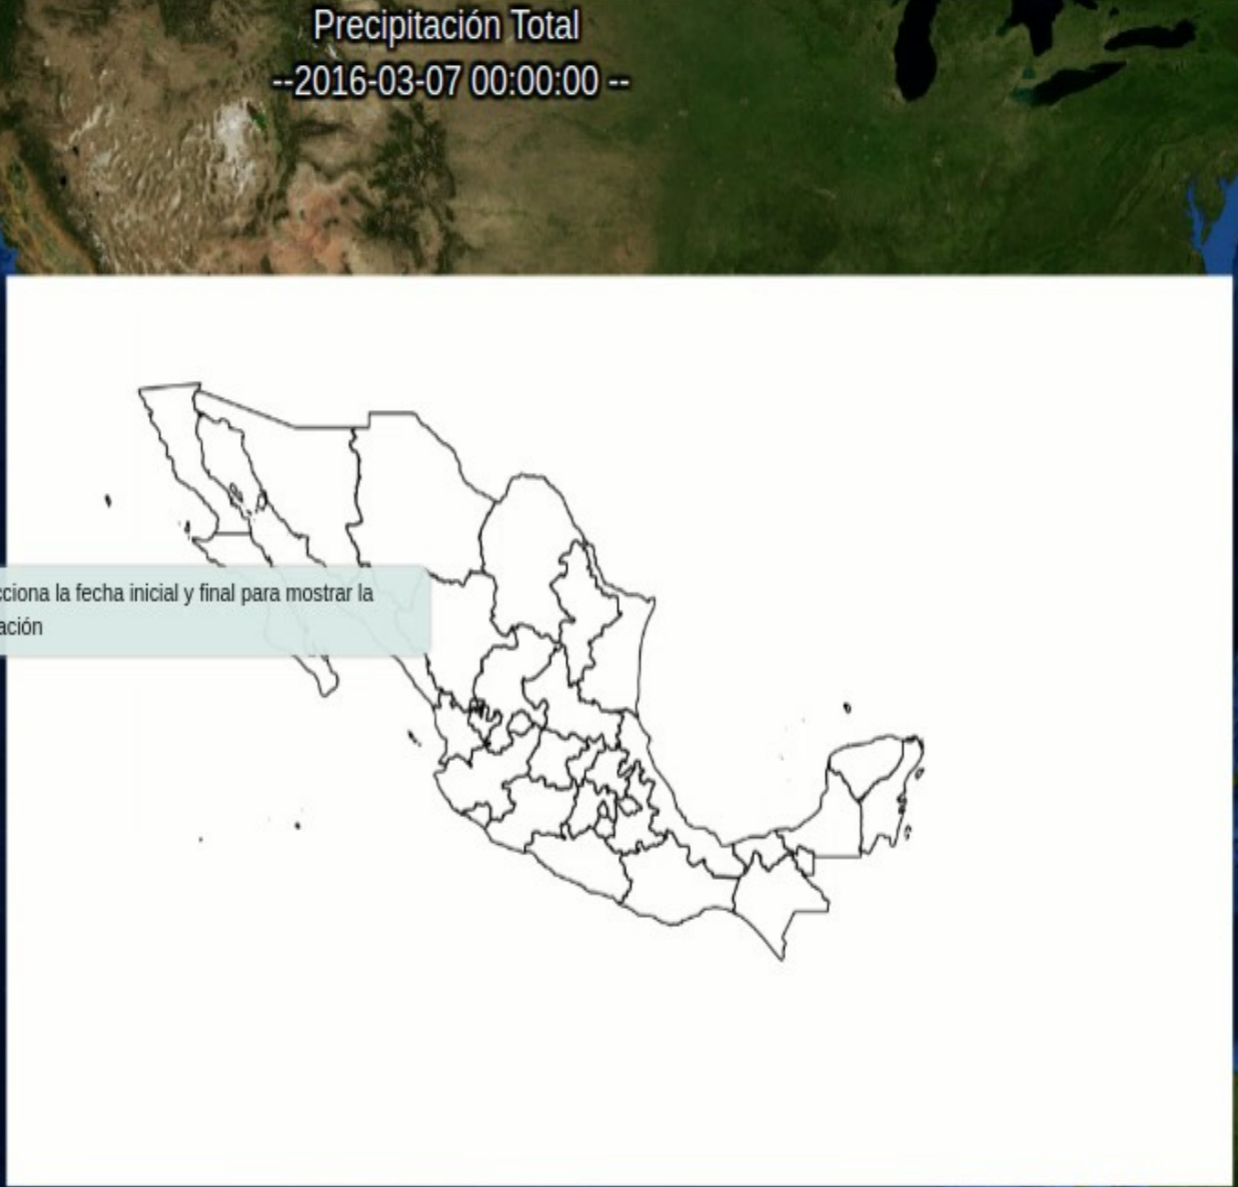 Precipitación Total
--2016-03-07 00:00:00 --
cciona la fecha inicial y final para mostrar la
ación